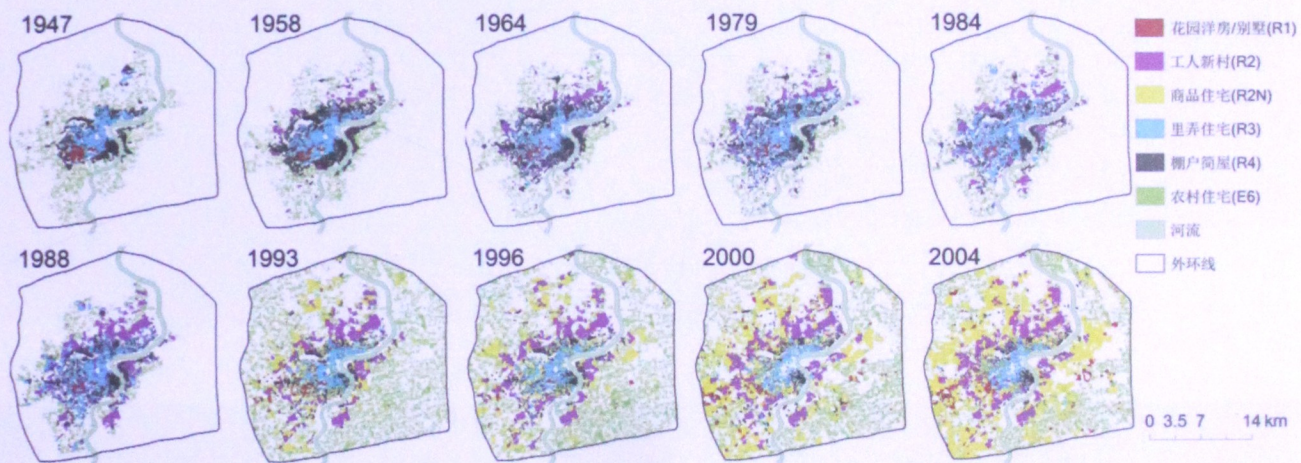 1947
1958
1964
1979
1984
花园洋房/别墅(R1)
工人新村(R2)
商品住宅(R2N)
里弄住宅(R3)
棚户简屋(R4)
农村住宅(E6)
河流
外环线
1988
1993
1996
2000
2004
0 3.5 7 14 km